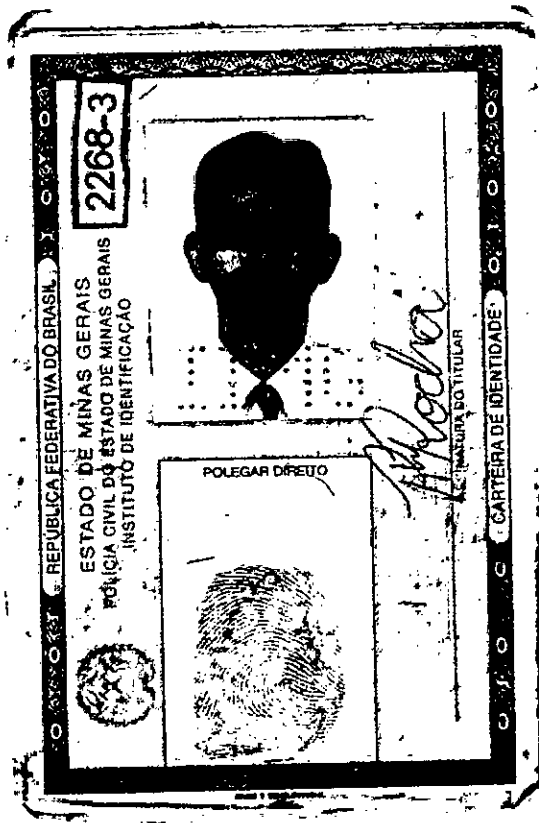 REPÚBLICA FEDERATIVA DO BRASIL
ESTADO DE MINAS GERAIS
POLÍCIA CIVIL DO ESTADO DE MINAS GERAIS
INSTITUTO DE IDENTIFICAÇÃO
2268-3
POLEGAR DIREITO
Rocha
ASSINATURA DO TITULAR
CARTEIRA DE IDENTIDADE